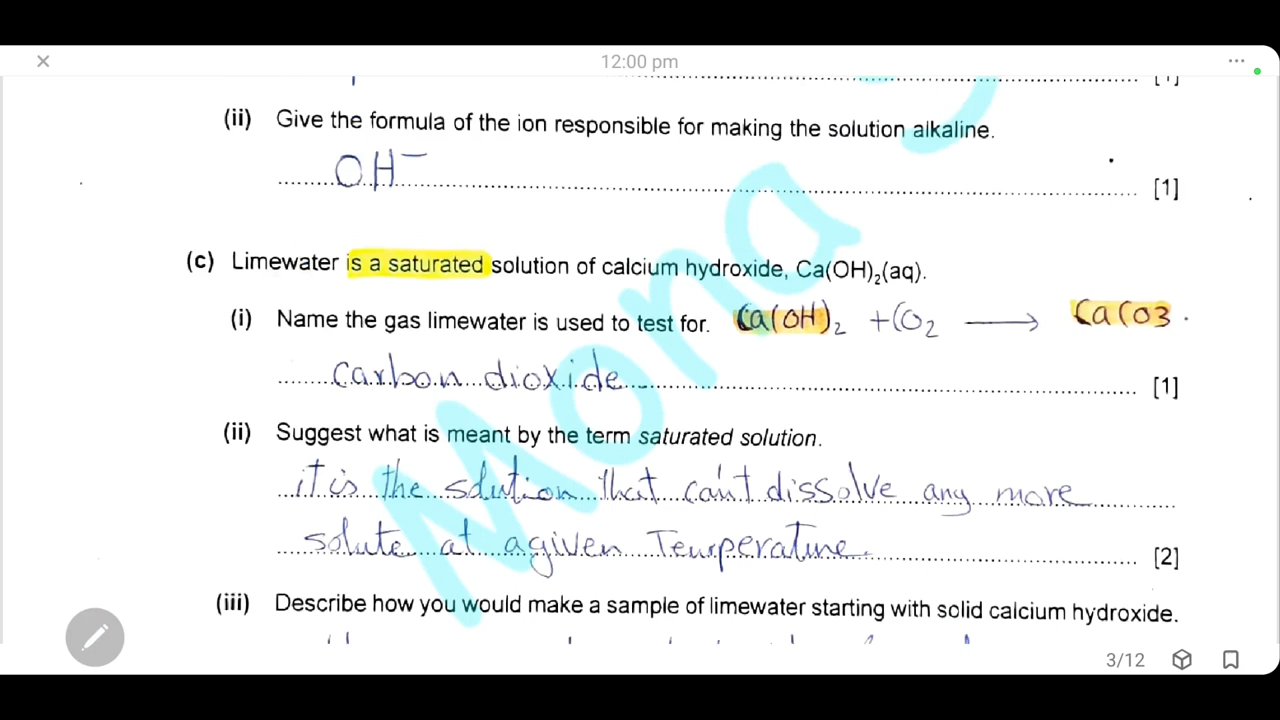 12:00 pm
[1]
(ii) Give the formula of the ion responsible for making the solution alkaline.
OH⁻
[1]
(c) Limewater is a saturated solution of calcium hydroxide, Ca(OH)₂(aq).
(i) Name the gas limewater is used to test for. Ca(OH)₂ + CO₂ → CaCO3.
carbon dioxide
[1]
(ii) Suggest what is meant by the term saturated solution.
it is the solution that can't dissolve any more
solute at a given Temperature.
[2]
(iii) Describe how you would make a sample of limewater starting with solid calcium hydroxide.
3/12
Mona